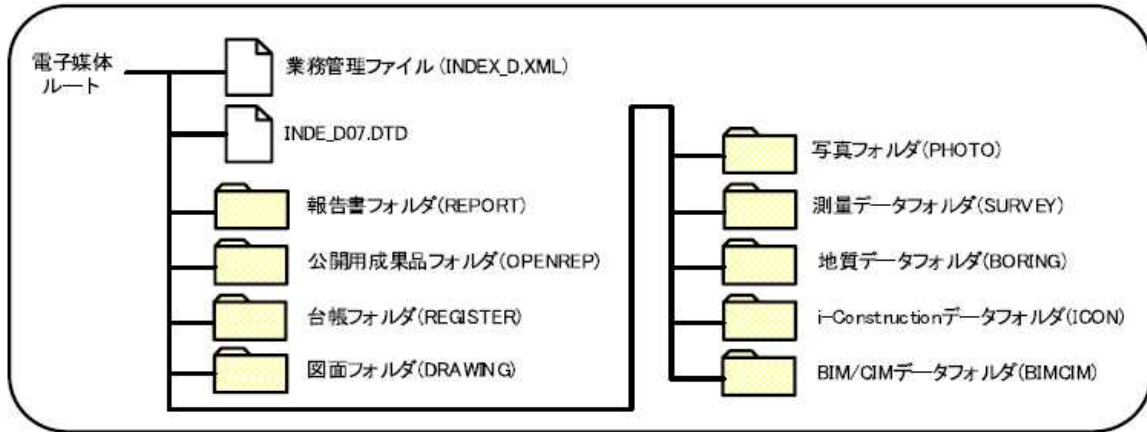 電子媒体
ルート
業務管理ファイル(INDEX_D,XML)
INDE_D07.DTD
報告書フォルダ(REPORT)
公開用成果品フォルダ(OPENREP)
台帳フォルダ(REGISTER)
図面フォルダ(DRAWING)
写真フォルダ(PHOTO)
測量データフォルダ(SURVEY)
地質データフォルダ(BORING)
i-Constructionデータフォルダ(ICON)
BIM/CIMデータフォルダ(BIMCIM)